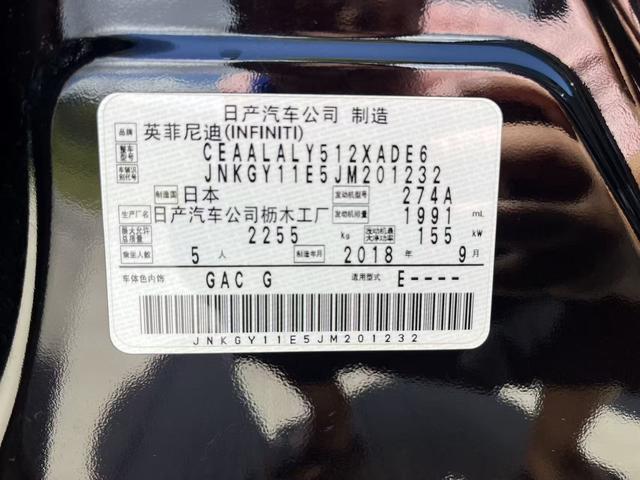 日产汽车公司 制造
品牌 英菲尼迪(INFINITI)
整车型号 CEAALALY512XADE6
车辆识别代号 JNKGY11E5JM201232
制造国 日本 发动机型号 274A
生产厂名 日产汽车公司枥木工厂 发动机排量 1991 mL
最大允许总质量 2255 kg 发动机最大净功率 155 kW
乘坐人数 5 人 制造年月 2018 年 9 月
车体色内饰 GAC G 适用型式 E----
JNKGY11E5JM201232